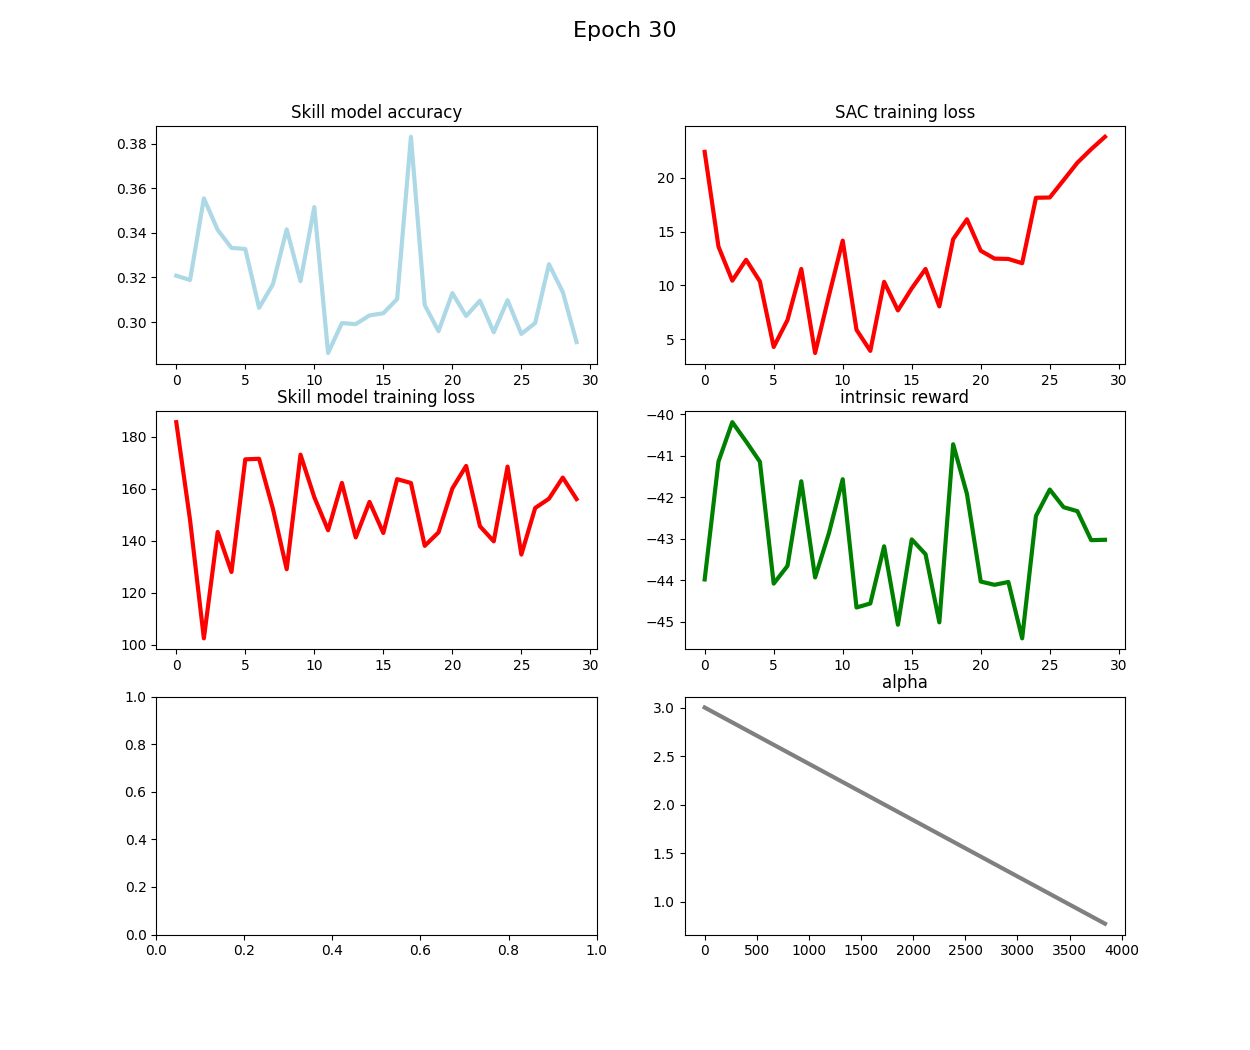 Epoch 30
Skill model accuracy
0.38
0.36
0.34
0.32
0.30
0 5 10 15 20 25 30
SAC training loss
20
15
10
5
0 5 10 15 20 25 30
Skill model training loss
180
160
140
120
100
0 5 10 15 20 25 30
intrinsic reward
−40
−41
−42
−43
−44
−45
0 5 10 15 20 25 30
1.0
0.8
0.6
0.4
0.2
0.0
0.0 0.2 0.4 0.6 0.8 1.0
alpha
3.0
2.5
2.0
1.5
1.0
0 500 1000 1500 2000 2500 3000 3500 4000